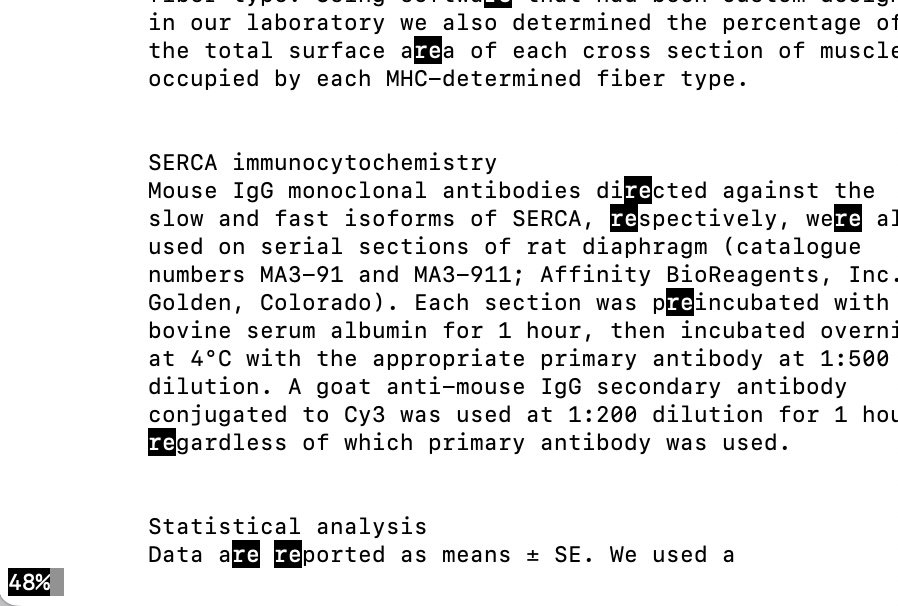 in our laboratory we also determined the percentage of
the total surface area of each cross section of muscle
occupied by each MHC–determined fiber type.
SERCA immunocytochemistry
Mouse IgG monoclonal antibodies directed against the
slow and fast isoforms of SERCA, respectively, were al
used on serial sections of rat diaphragm (catalogue
numbers MA3–91 and MA3–911; Affinity BioReagents, Inc.
Golden, Colorado). Each section was preincubated with
bovine serum albumin for 1 hour, then incubated overni
at 4°C with the appropriate primary antibody at 1:500
dilution. A goat anti–mouse IgG secondary antibody
conjugated to Cy3 was used at 1:200 dilution for 1 hou
regardless of which primary antibody was used.
Statistical analysis
Data are reported as means ± SE. We used a
48%